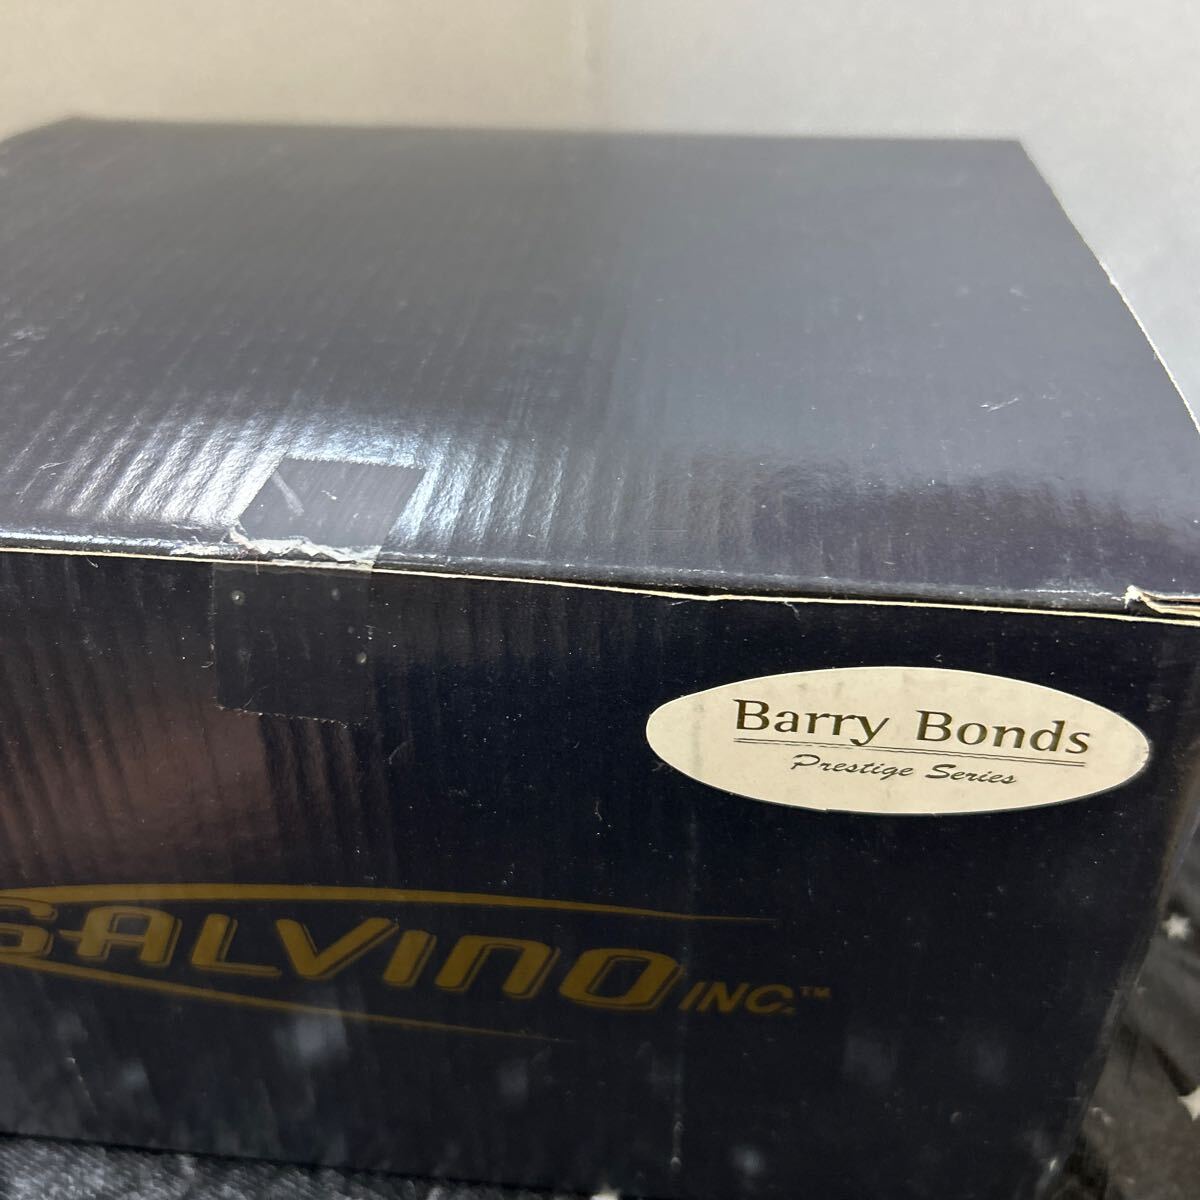 Barry Bonds
Prestige Series
SALVINO INC.™